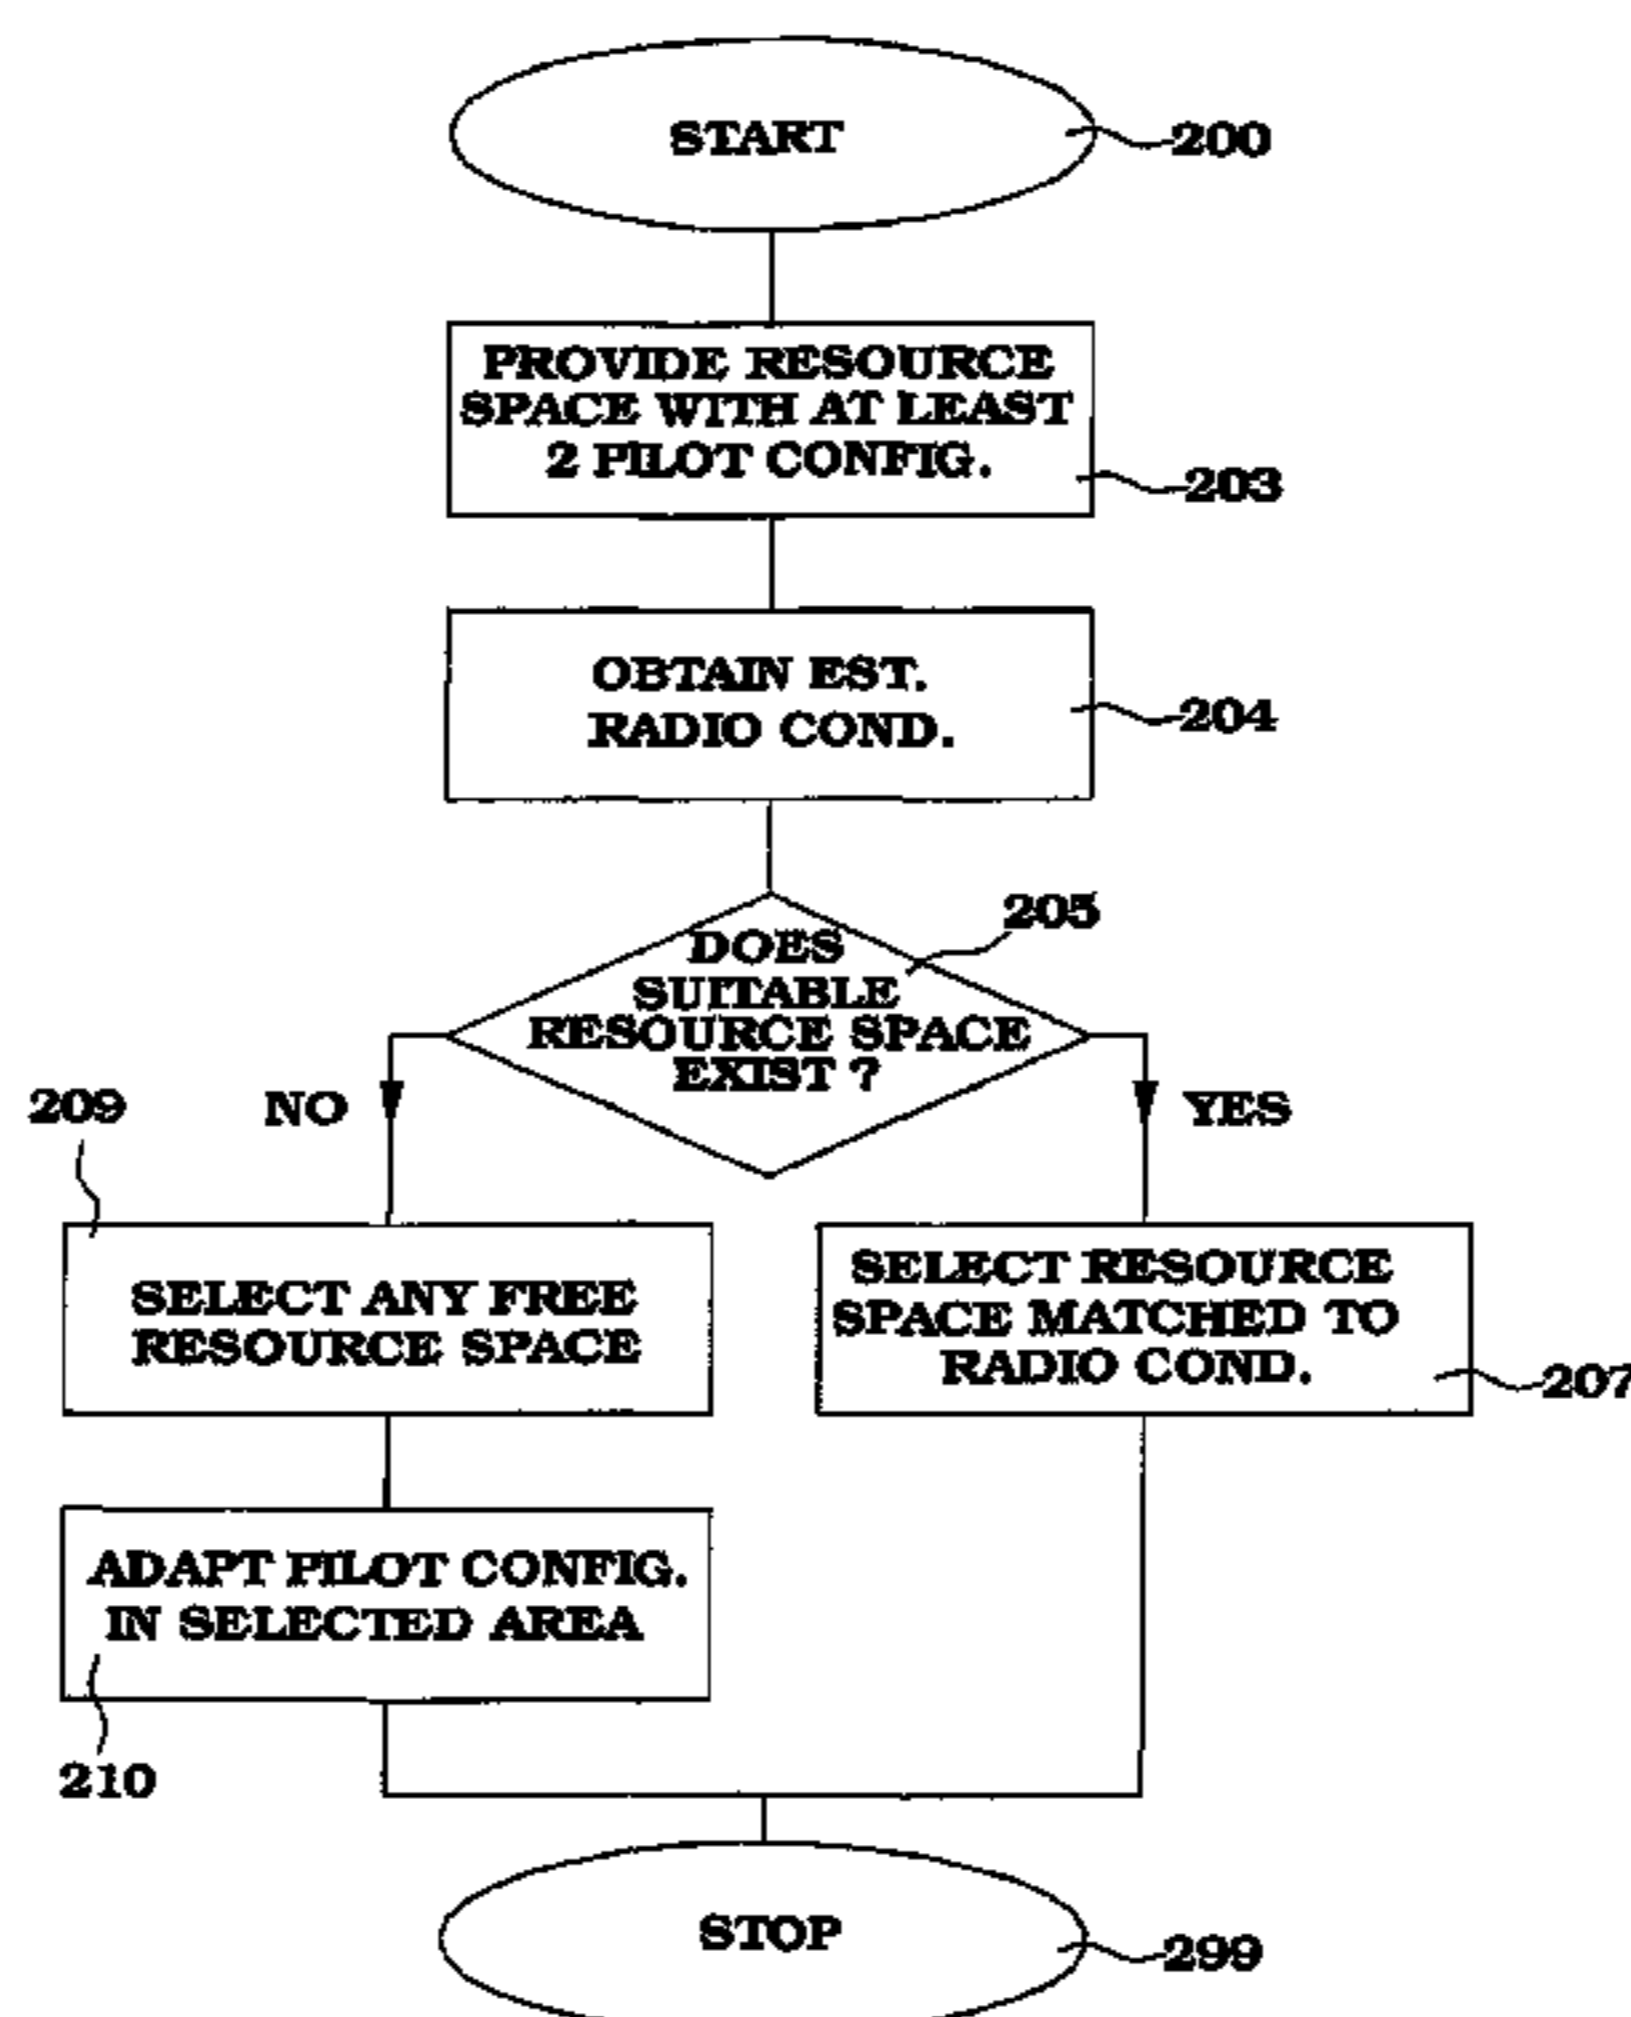 START
200
PROVIDE RESOURCE
SPACE WITH AT LEAST
2 PILOT CONFIG.
203
OBTAIN EST.
RADIO COND.
204
205
DOES
SUITABLE
RESOURCE SPACE
EXIST ?
209
NO
YES
SELECT ANY FREE
RESOURCE SPACE
SELECT RESOURCE
SPACE MATCHED TO
RADIO COND.
207
ADAPT PILOT CONFIG.
IN SELECTED AREA
210
STOP
299